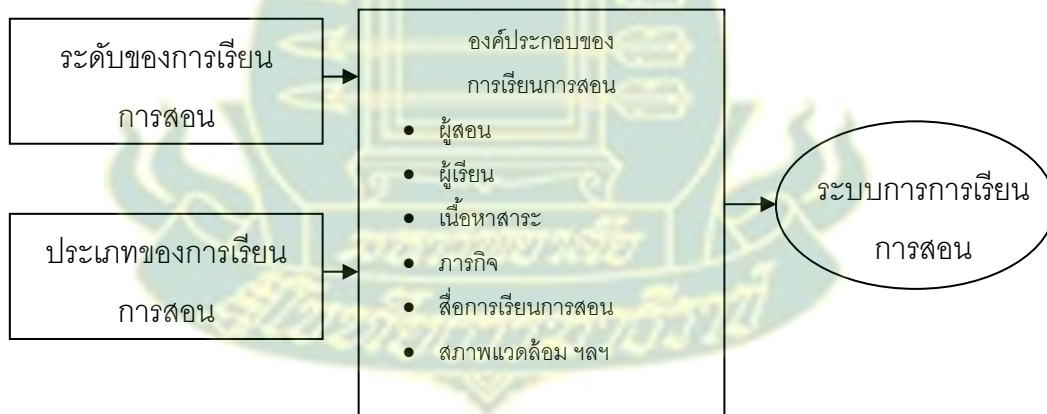 ระดับของการเรียน
การสอน
ประเภทของการเรียน
การสอน
องค์ประกอบของ
การเรียนการสอน
• ผู้สอน
• ผู้เรียน
• เนื้อหาสาระ
• ภารกิจ
• สื่อการเรียนการสอน
• สภาพแวดล้อม ฯลฯ
ระบบการการเรียน
การสอน